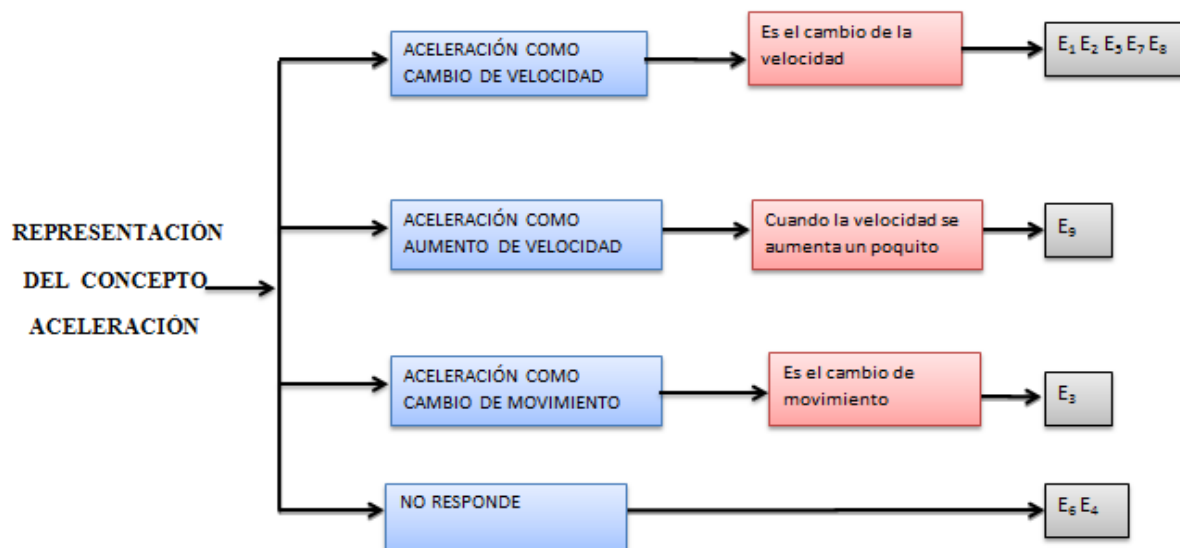 REPRESENTACIÓN
DEL CONCEPTO
ACELERACIÓN
ACELERACIÓN COMO
CAMBIO DE VELOCIDAD
Es el cambio de la
velocidad
E₁ E₂ E₅ E₇ E₈
ACELERACIÓN COMO
AUMENTO DE VELOCIDAD
Cuando la velocidad se
aumenta un poquito
E₉
ACELERACIÓN COMO
CAMBIO DE MOVIMIENTO
Es el cambio de
movimiento
E₃
NO RESPONDE
E₆ E₄